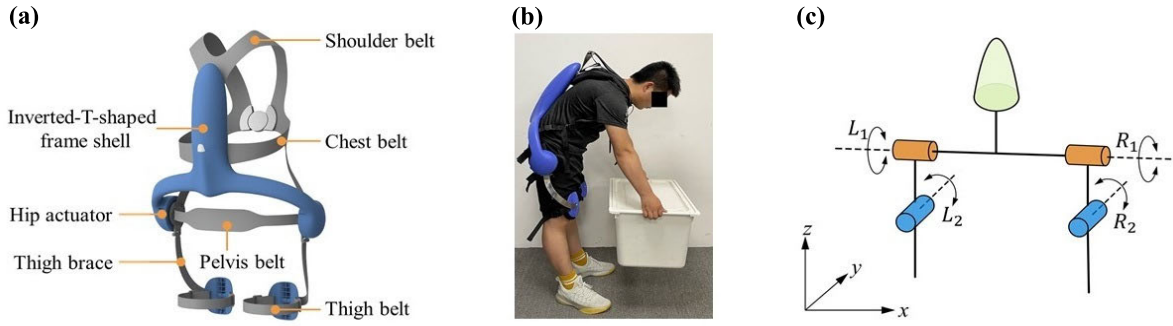 (a)
Shoulder belt
Inverted-T-shaped
frame shell
Chest belt
Hip actuator
Thigh brace
Pelvis belt
Thigh belt
(b)
(c)
L₁
R₁
L₂
R₂
z
y
x